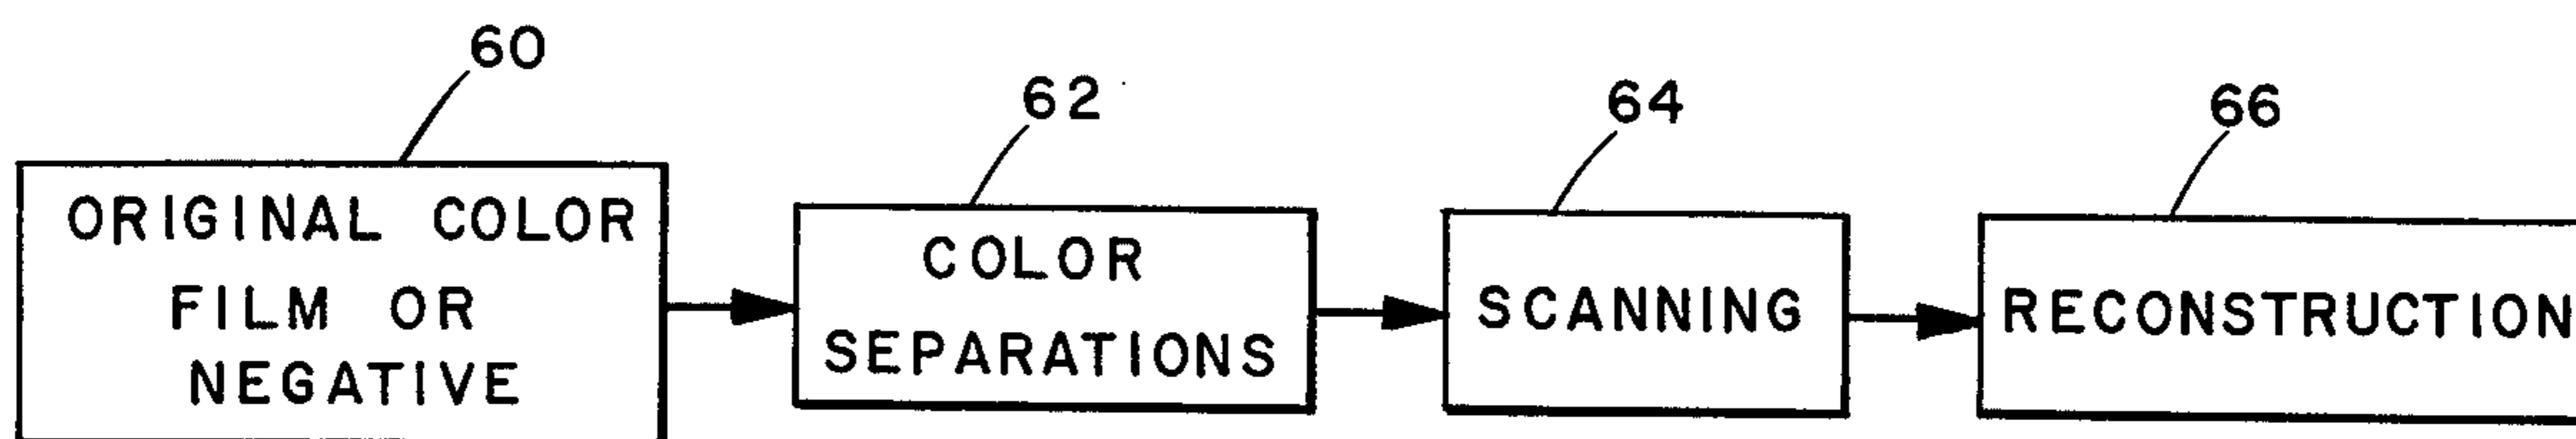 60
62
64
66
ORIGINAL COLOR
FILM OR
NEGATIVE
COLOR
SEPARATIONS
SCANNING
RECONSTRUCTION